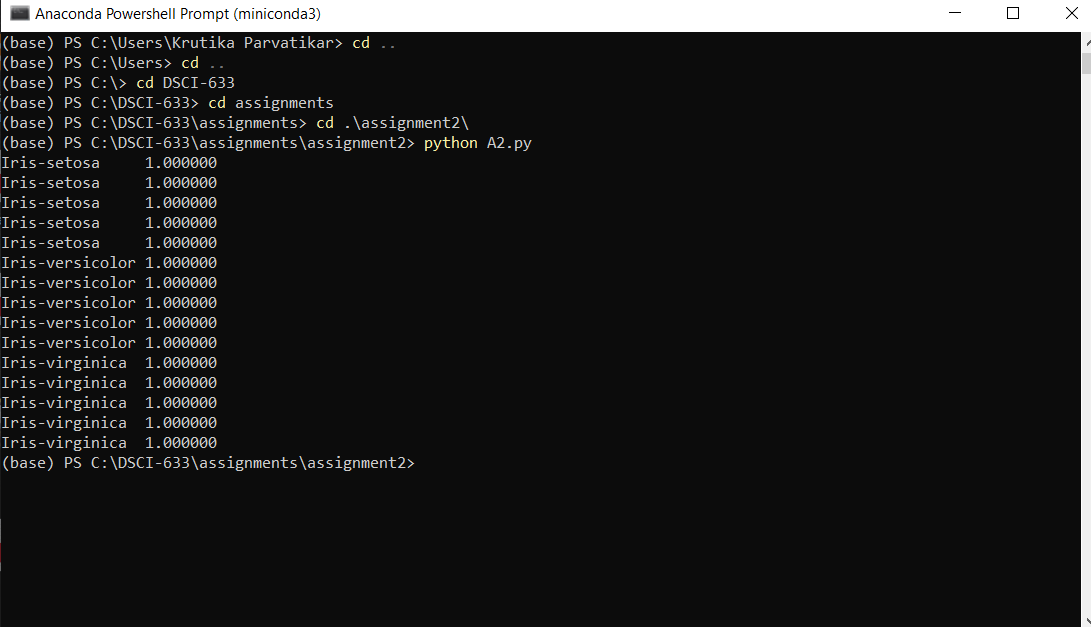 Anaconda Powershell Prompt (miniconda3)
(base) PS C:\Users\Krutika Parvatikar> cd ..
(base) PS C:\Users> cd ..
(base) PS C:\> cd DSCI-633
(base) PS C:\DSCI-633> cd assignments
(base) PS C:\DSCI-633\assignments> cd .\assignment2\
(base) PS C:\DSCI-633\assignments\assignment2> python A2.py
Iris-setosa     1.000000
Iris-setosa     1.000000
Iris-setosa     1.000000
Iris-setosa     1.000000
Iris-setosa     1.000000
Iris-versicolor 1.000000
Iris-versicolor 1.000000
Iris-versicolor 1.000000
Iris-versicolor 1.000000
Iris-versicolor 1.000000
Iris-virginica  1.000000
Iris-virginica  1.000000
Iris-virginica  1.000000
Iris-virginica  1.000000
Iris-virginica  1.000000
(base) PS C:\DSCI-633\assignments\assignment2>